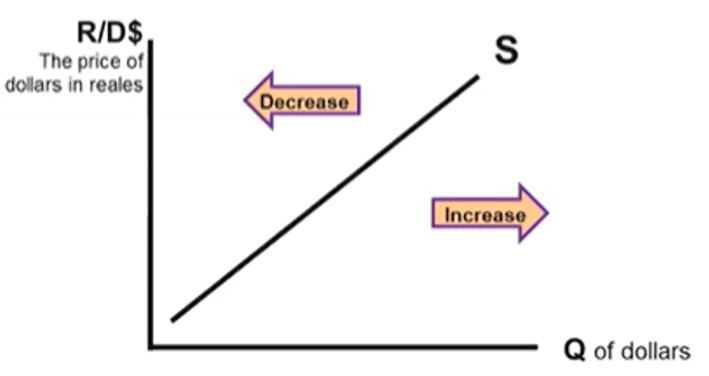 R/D$
The price of
dollars in reales
S
Decrease
Increase
Q of dollars